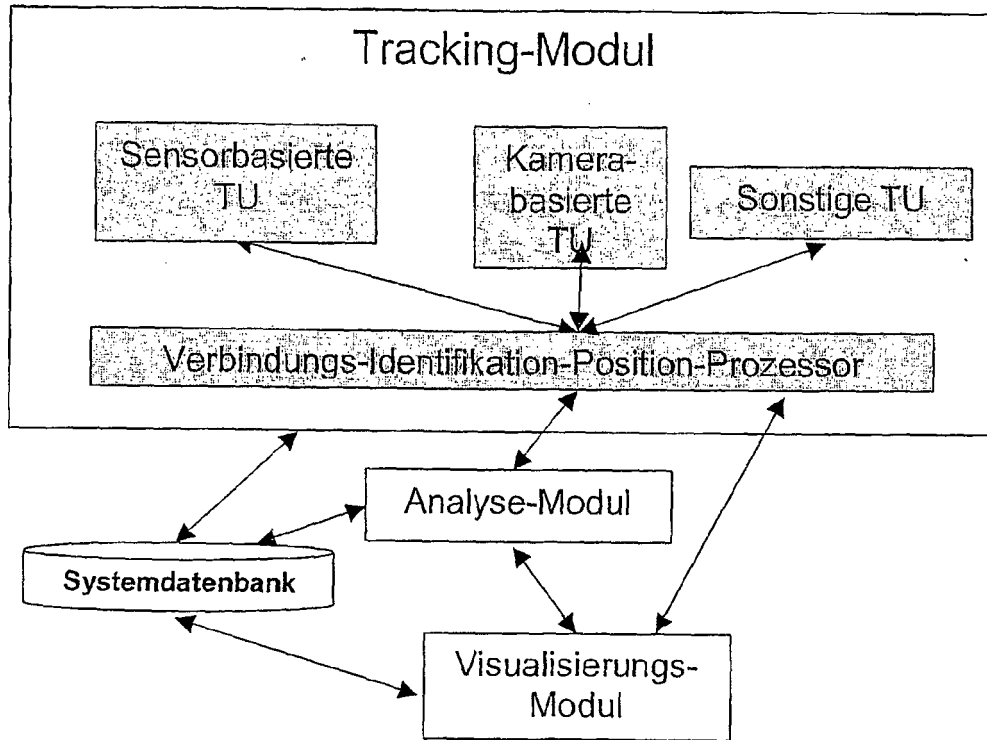 Tracking-Modul
Sensorbasierte
TU
Kamera-
basierte
TU
Sonstige TU
Verbindungs-Identifikation-Position-Prozessor
Analyse-Modul
Systemdatenbank
Visualisierungs-
Modul